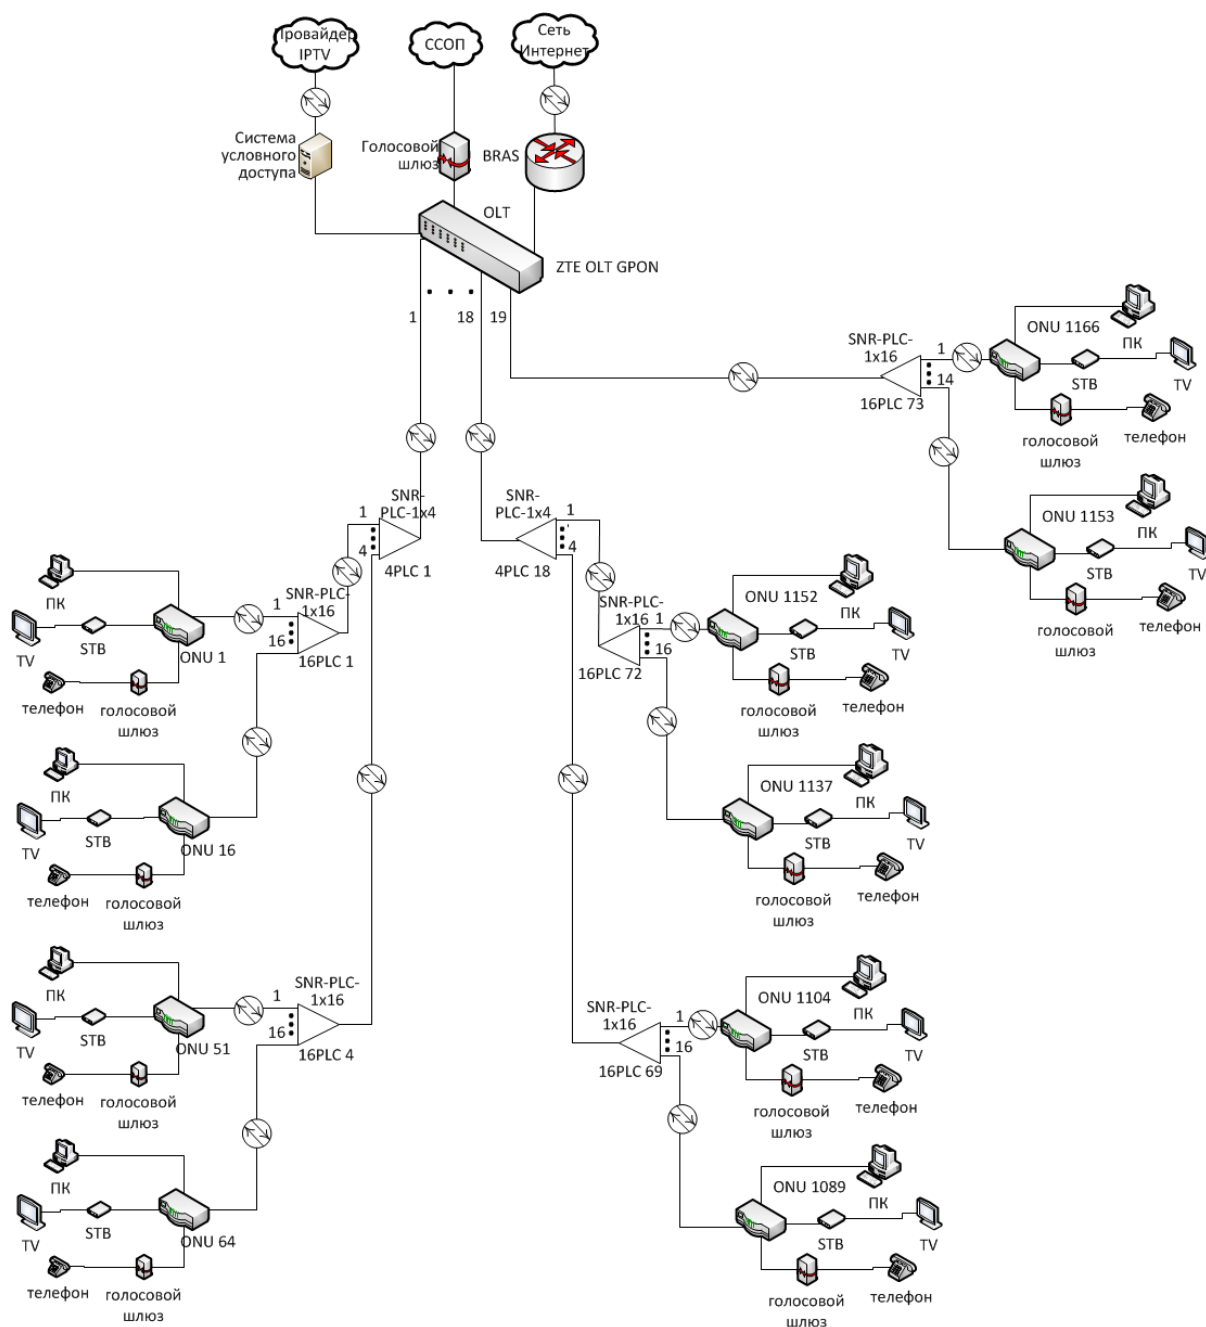 Провайдер
IPTV
ССОП
Сеть
Интернет
Система
условного
доступа
Голосовой
шлюз
BRAS
OLT
ZTE OLT GPON
1
18
19
SNR-PLC-
1x16
1
14
16PLC 73
ONU 1166
ПК
STB
TV
голосовой
шлюз
телефон
ONU 1153
ПК
STB
TV
голосовой
шлюз
телефон
SNR-
PLC-1x4
1
4
4PLC 1
SNR-
PLC-1x4
1
4
4PLC 18
ПК
TV
STB
ONU 1
телефон
голосовой
шлюз
1
16
SNR-PLC-
1x16
16PLC 1
ПК
TV
STB
ONU 16
телефон
голосовой
шлюз
SNR-PLC-
1x16
1
16
16PLC 72
ONU 1152
ПК
STB
TV
голосовой
шлюз
телефон
ONU 1137
ПК
STB
TV
голосовой
шлюз
телефон
ПК
TV
STB
ONU 51
телефон
голосовой
шлюз
1
16
SNR-PLC-
1x16
16PLC 4
ПК
TV
STB
ONU 64
телефон
голосовой
шлюз
SNR-PLC-
1x16
1
16
16PLC 69
ONU 1104
ПК
STB
TV
голосовой
шлюз
телефон
ONU 1089
ПК
STB
TV
голосовой
шлюз
телефон